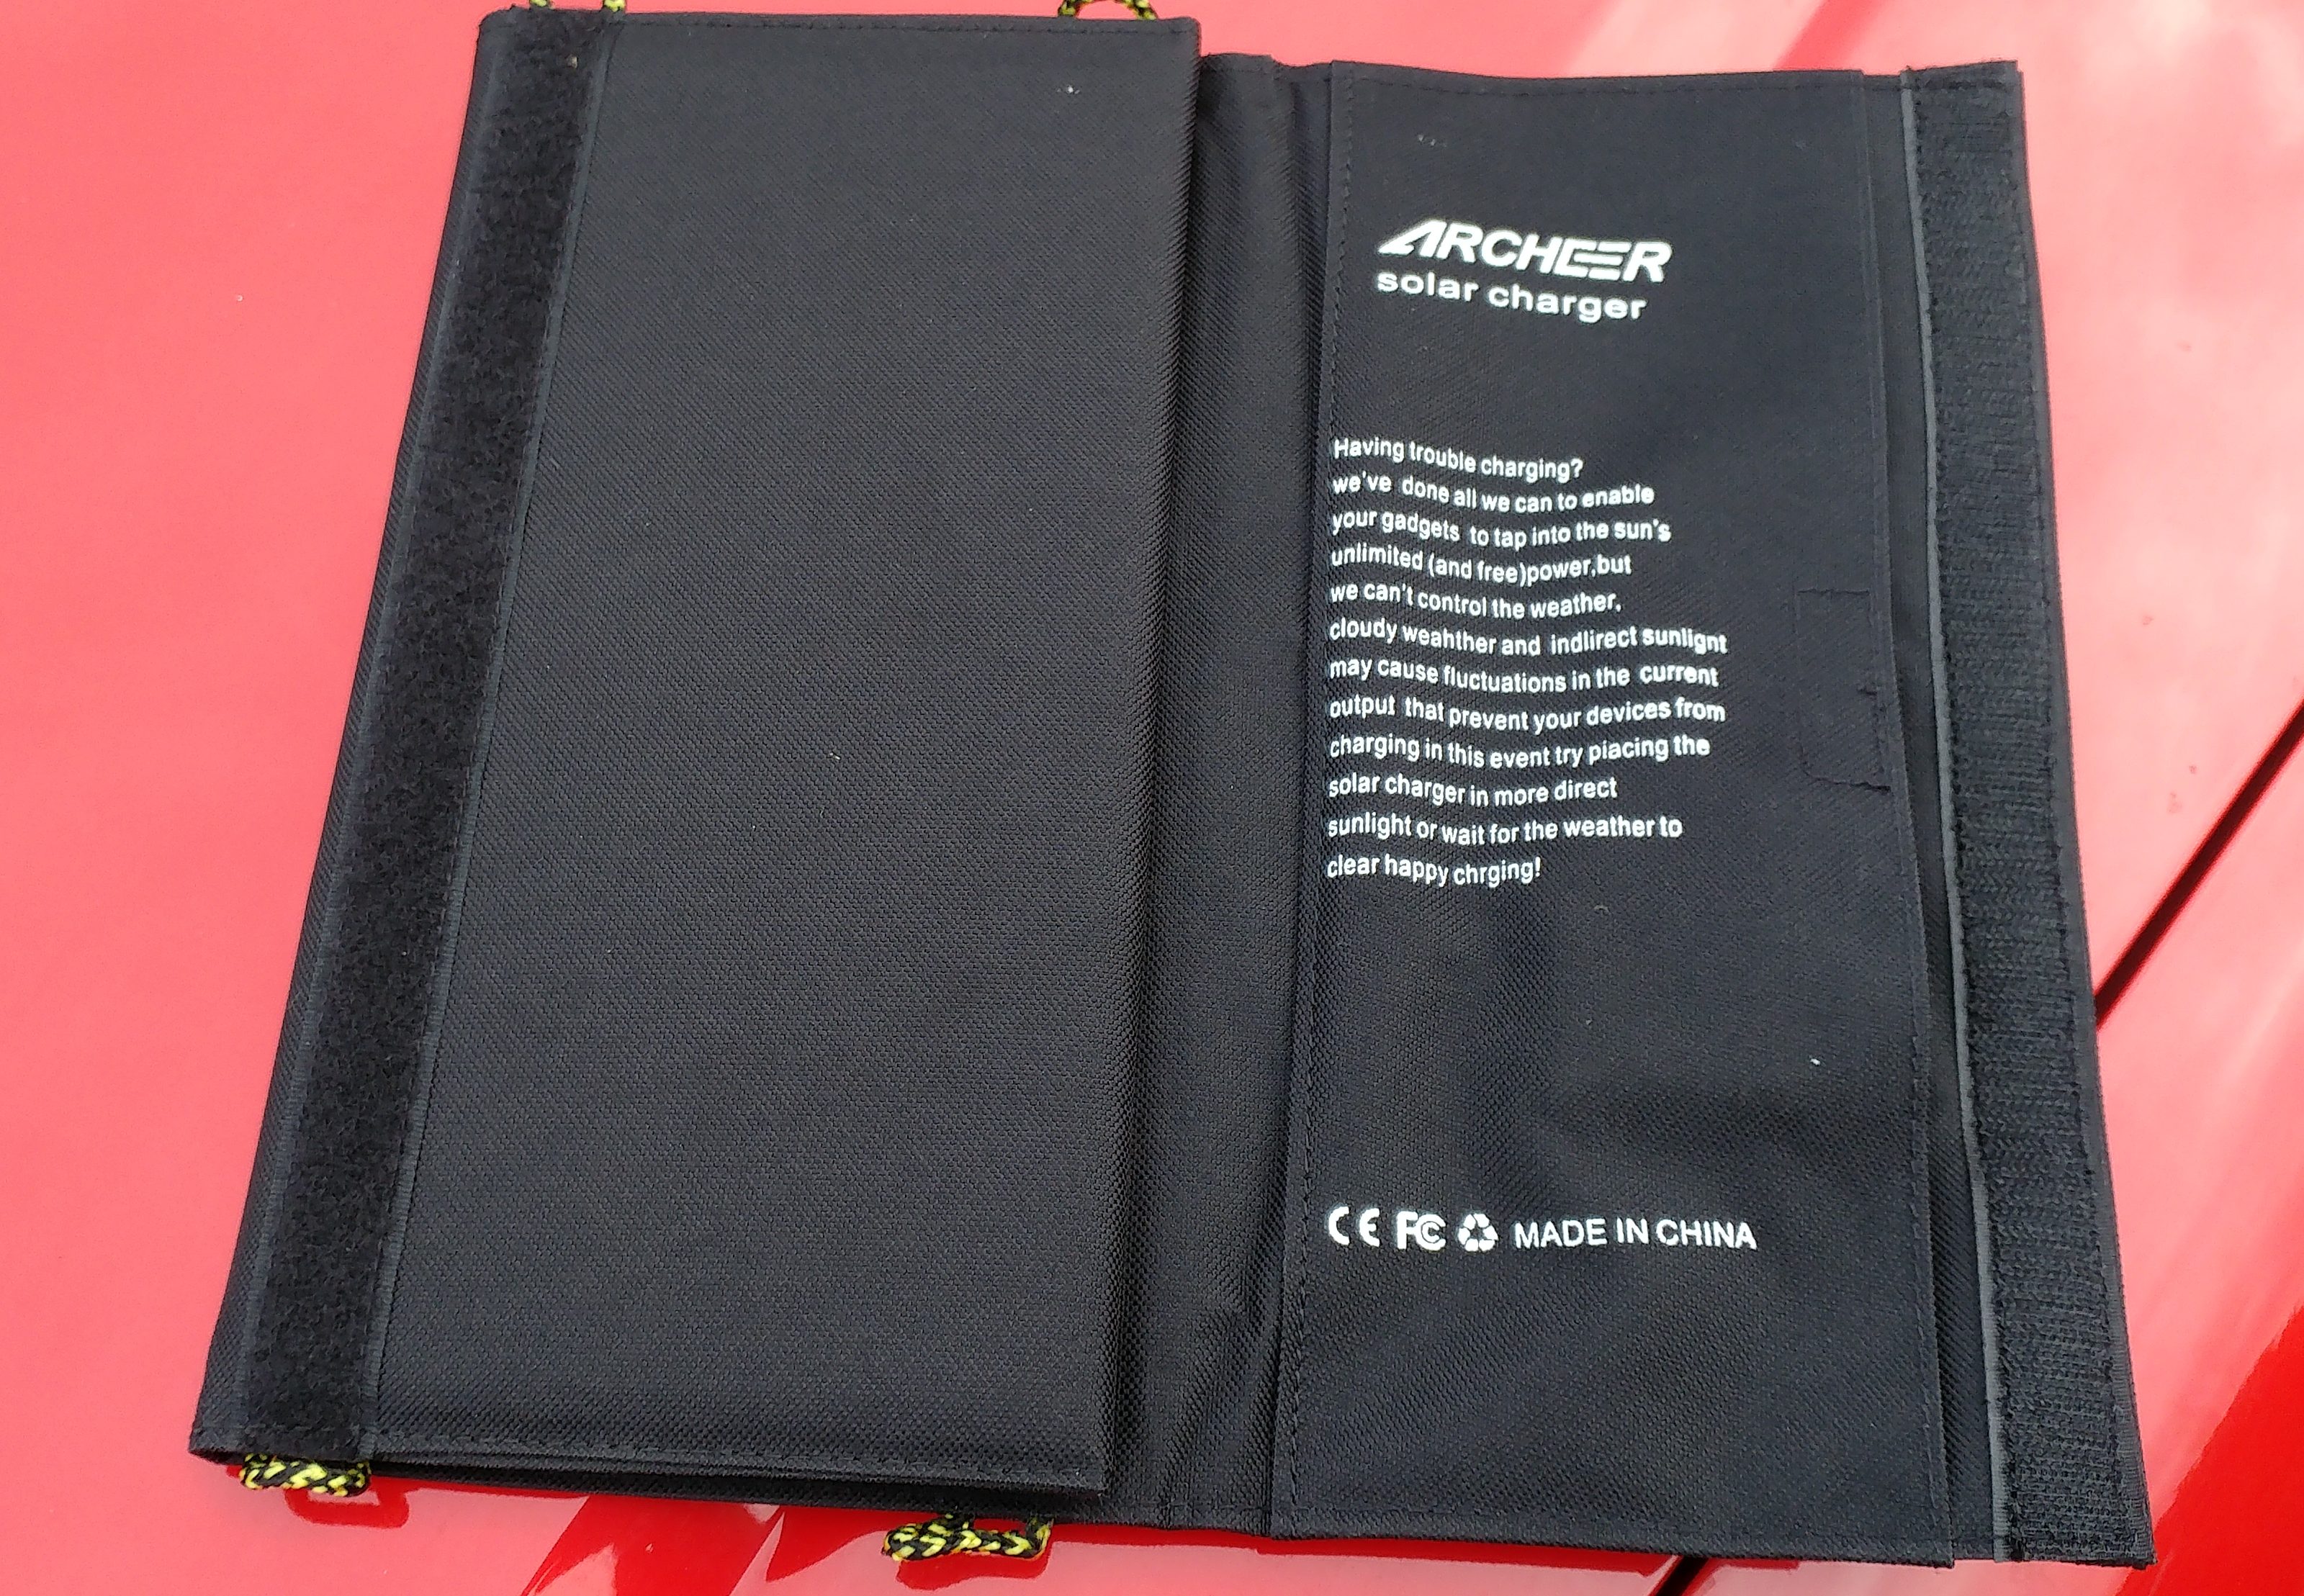 ARCHEER
solar charger
Having trouble charging?
we've done all we can to enable
your gadgets to tap into the sun's
unlimited (and free)power,but
we can't control the weather,
cloudy weahther and indlirect sunlignt
may cause fluctuations in the current
output that prevent your devices from
charging in this event try placing the
solar charger in more direct
sunlight or wait for the weather to
clear happy chrging!
CE FC MADE IN CHINA